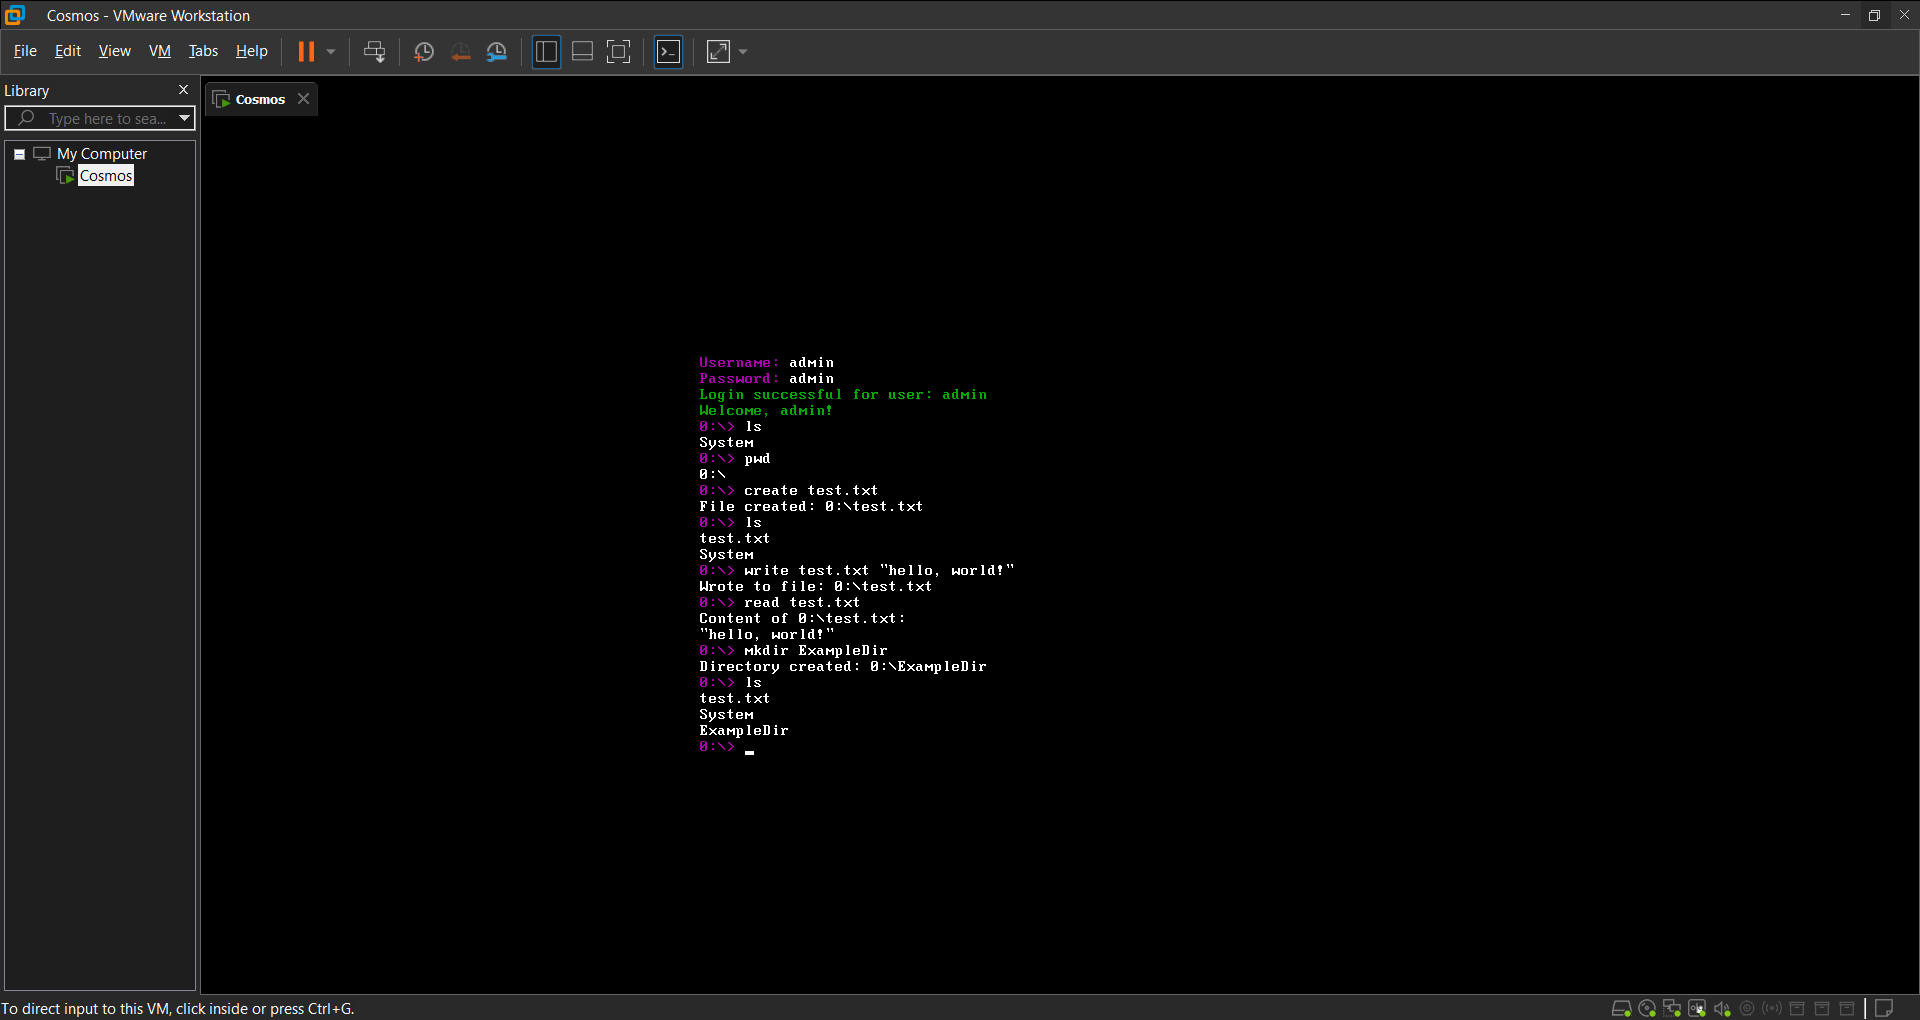 Cosmos - VMware Workstation
File Edit View VM Tabs Help
Library
Type here to sea...
My Computer
Cosmos
Cosmos
Username: admin
Password: admin
Login successful for user: admin
Welcome, admin!
0:\> ls
System
0:\> pwd
0:\
0:\> create test.txt
File created: 0:\test.txt
0:\> ls
test.txt
System
0:\> write test.txt "hello, world!"
Wrote to file: 0:\test.txt
0:\> read test.txt
Content of 0:\test.txt:
"hello, world!"
0:\> mkdir ExampleDir
Directory created: 0:\ExampleDir
0:\> ls
test.txt
System
ExampleDir
0:\> _
To direct input to this VM, click inside or press Ctrl+G.